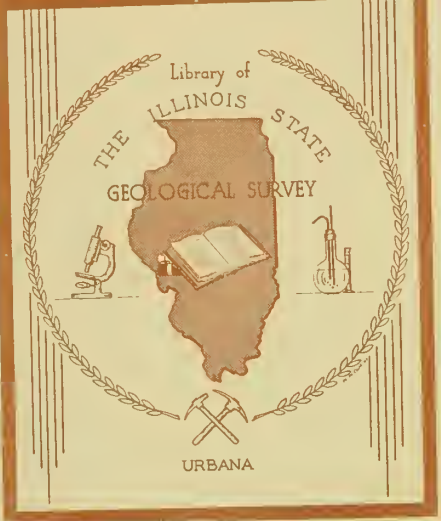 Library of
THE ILLINOIS STATE
GEOLOGICAL SURVEY
URBANA